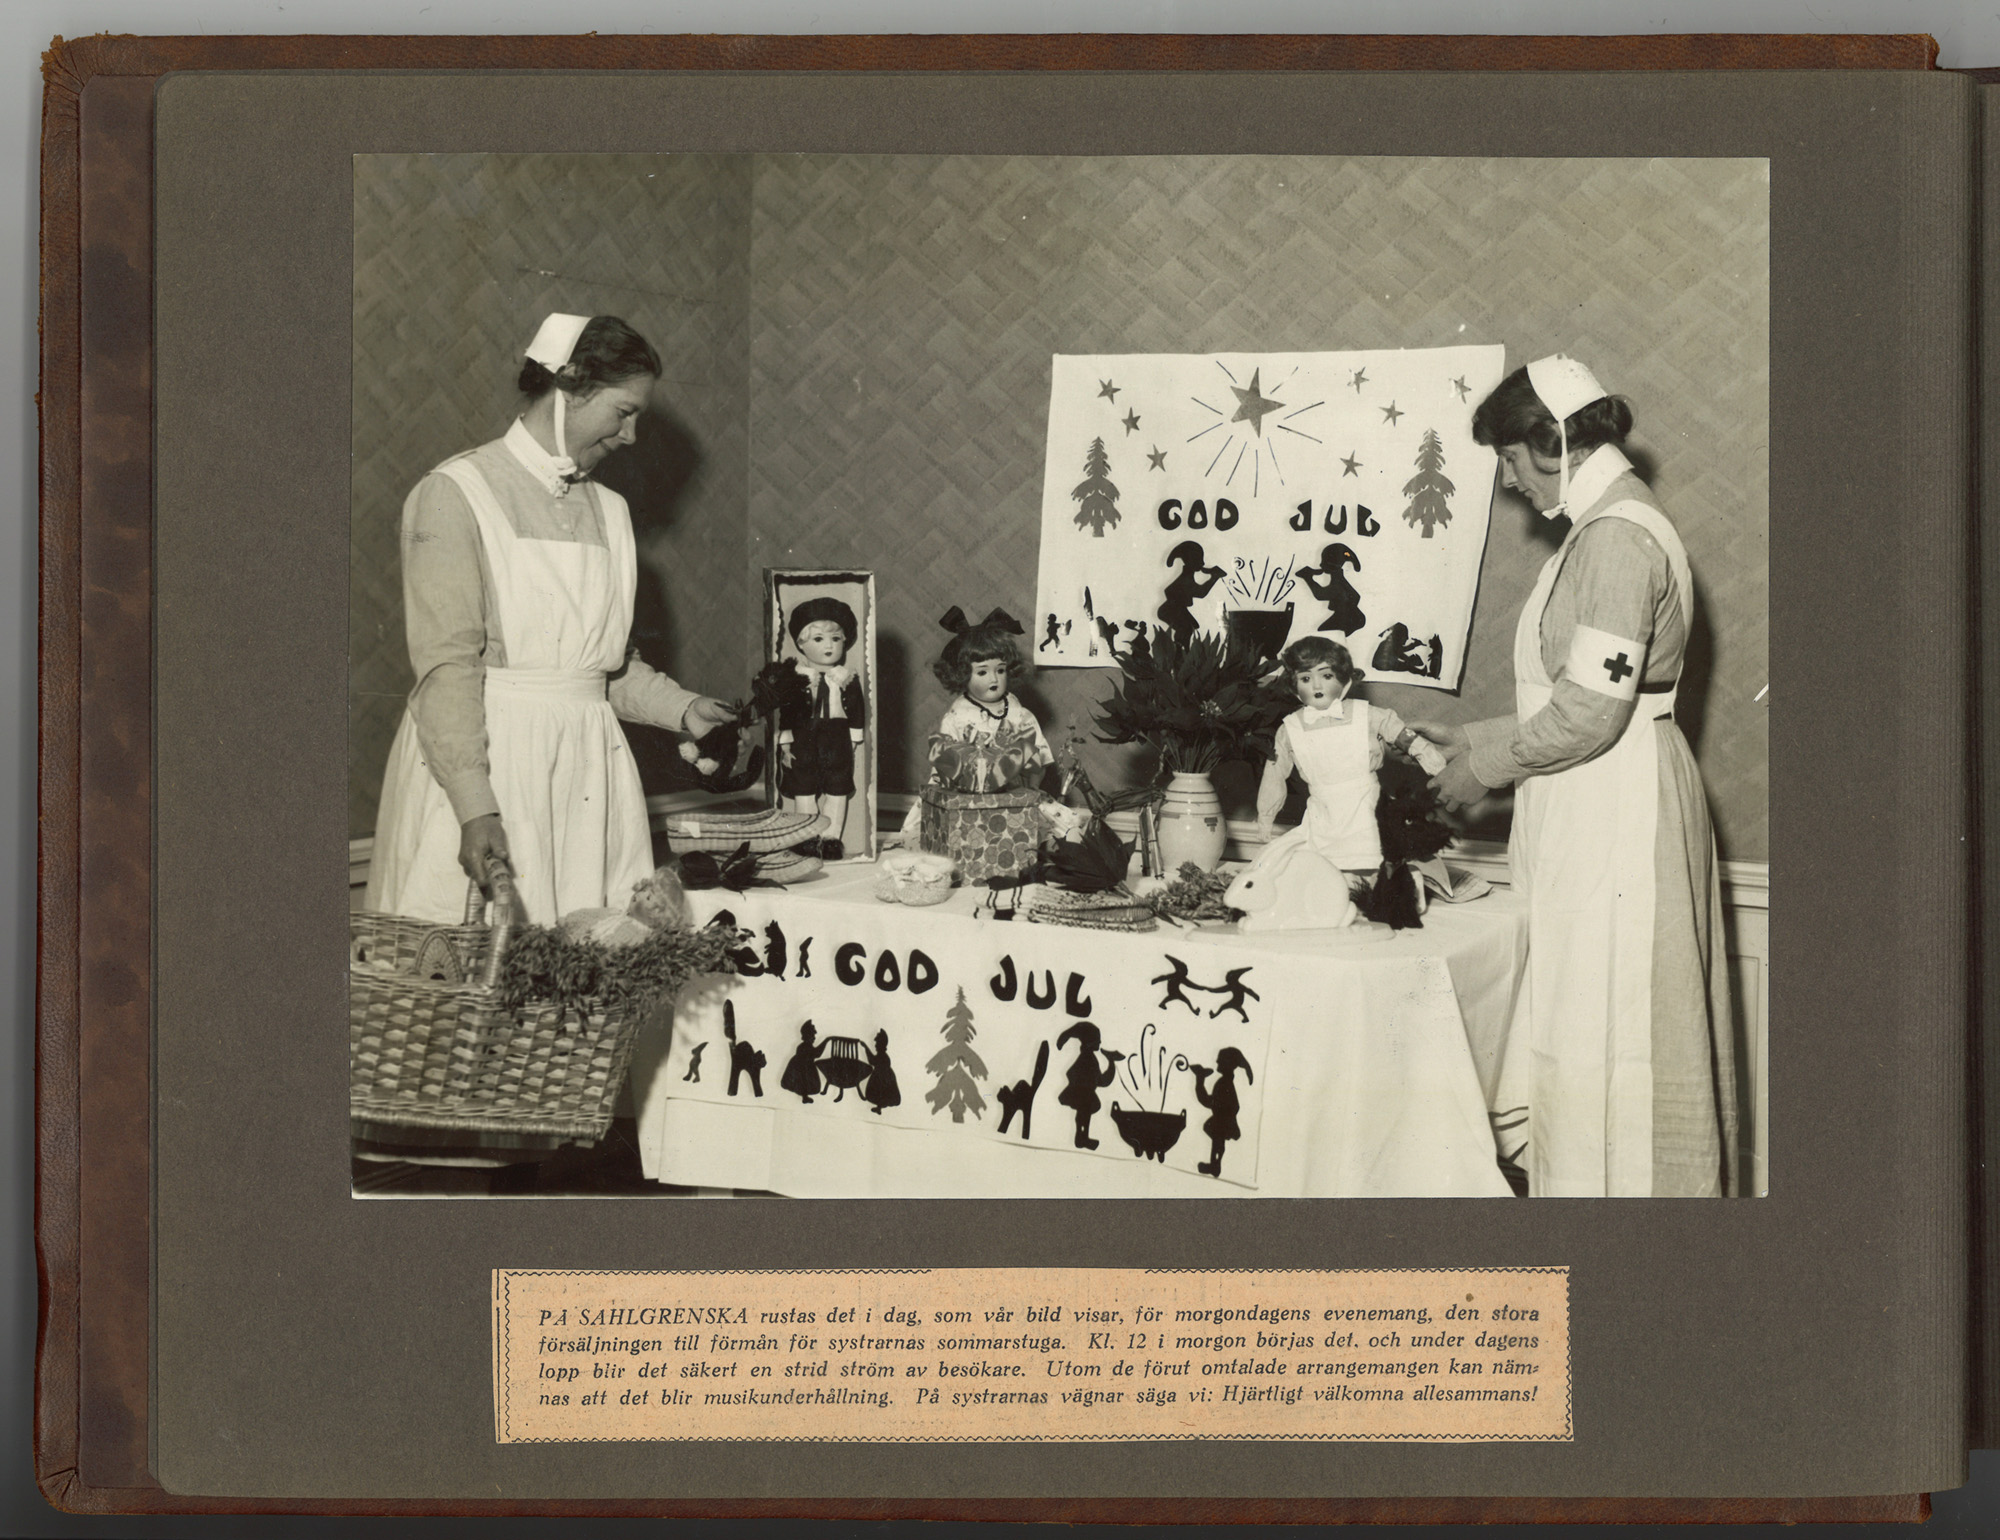 GOD JUL
GOD JUL
PÅ SAHLGRENSKA rustas det i dag, som vår bild visar, för morgondagens evenemang, den stora
försäljningen till förmån för systrarnas sommarstuga. Kl. 12 i morgon börjas det. och under dagens
lopp blir det säkert en strid ström av besökare. Utom de förut omtalade arrangemangen kan näm-
nas att det blir musikunderhållning. På systrarnas vägnar säga vi: Hjärtligt välkomna allesammans!